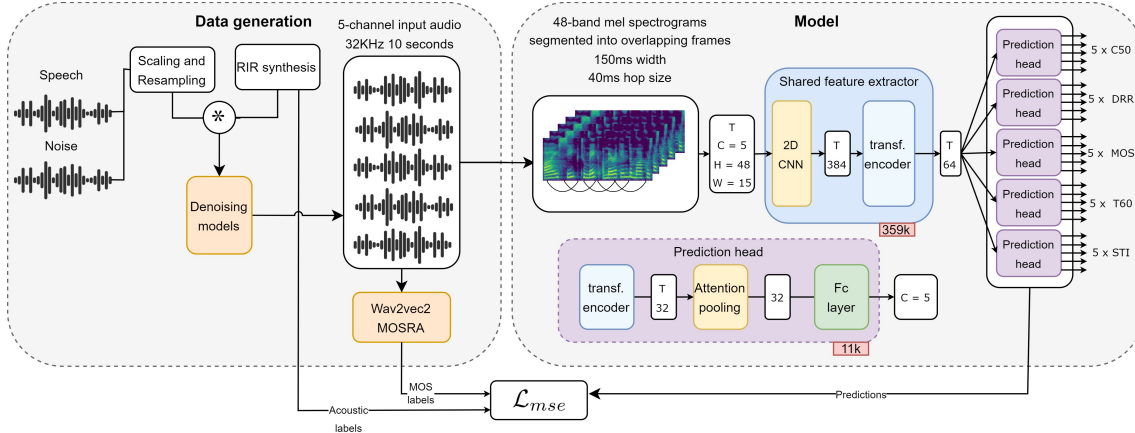 Data generation
Speech
Noise
Scaling and
Resampling
RIR synthesis
*
Denoising
models
5-channel input audio
32KHz 10 seconds
Wav2vec2
MOSRA
MOS
labels
Acoustic
labels
ℒmse
Predictions
Model
48-band mel spectrograms
segmented into overlapping frames
150ms width
40ms hop size
T
C = 5
H = 48
W = 15
Shared feature extractor
2D
CNN
T
384
transf.
encoder
359k
T
64
Prediction
head
5 x C50
Prediction
head
5 x DRR
Prediction
head
5 x MOS
Prediction
head
5 x T60
Prediction
head
5 x STI
Prediction head
transf.
encoder
T
32
Attention
pooling
32
Fc
layer
C = 5
11k